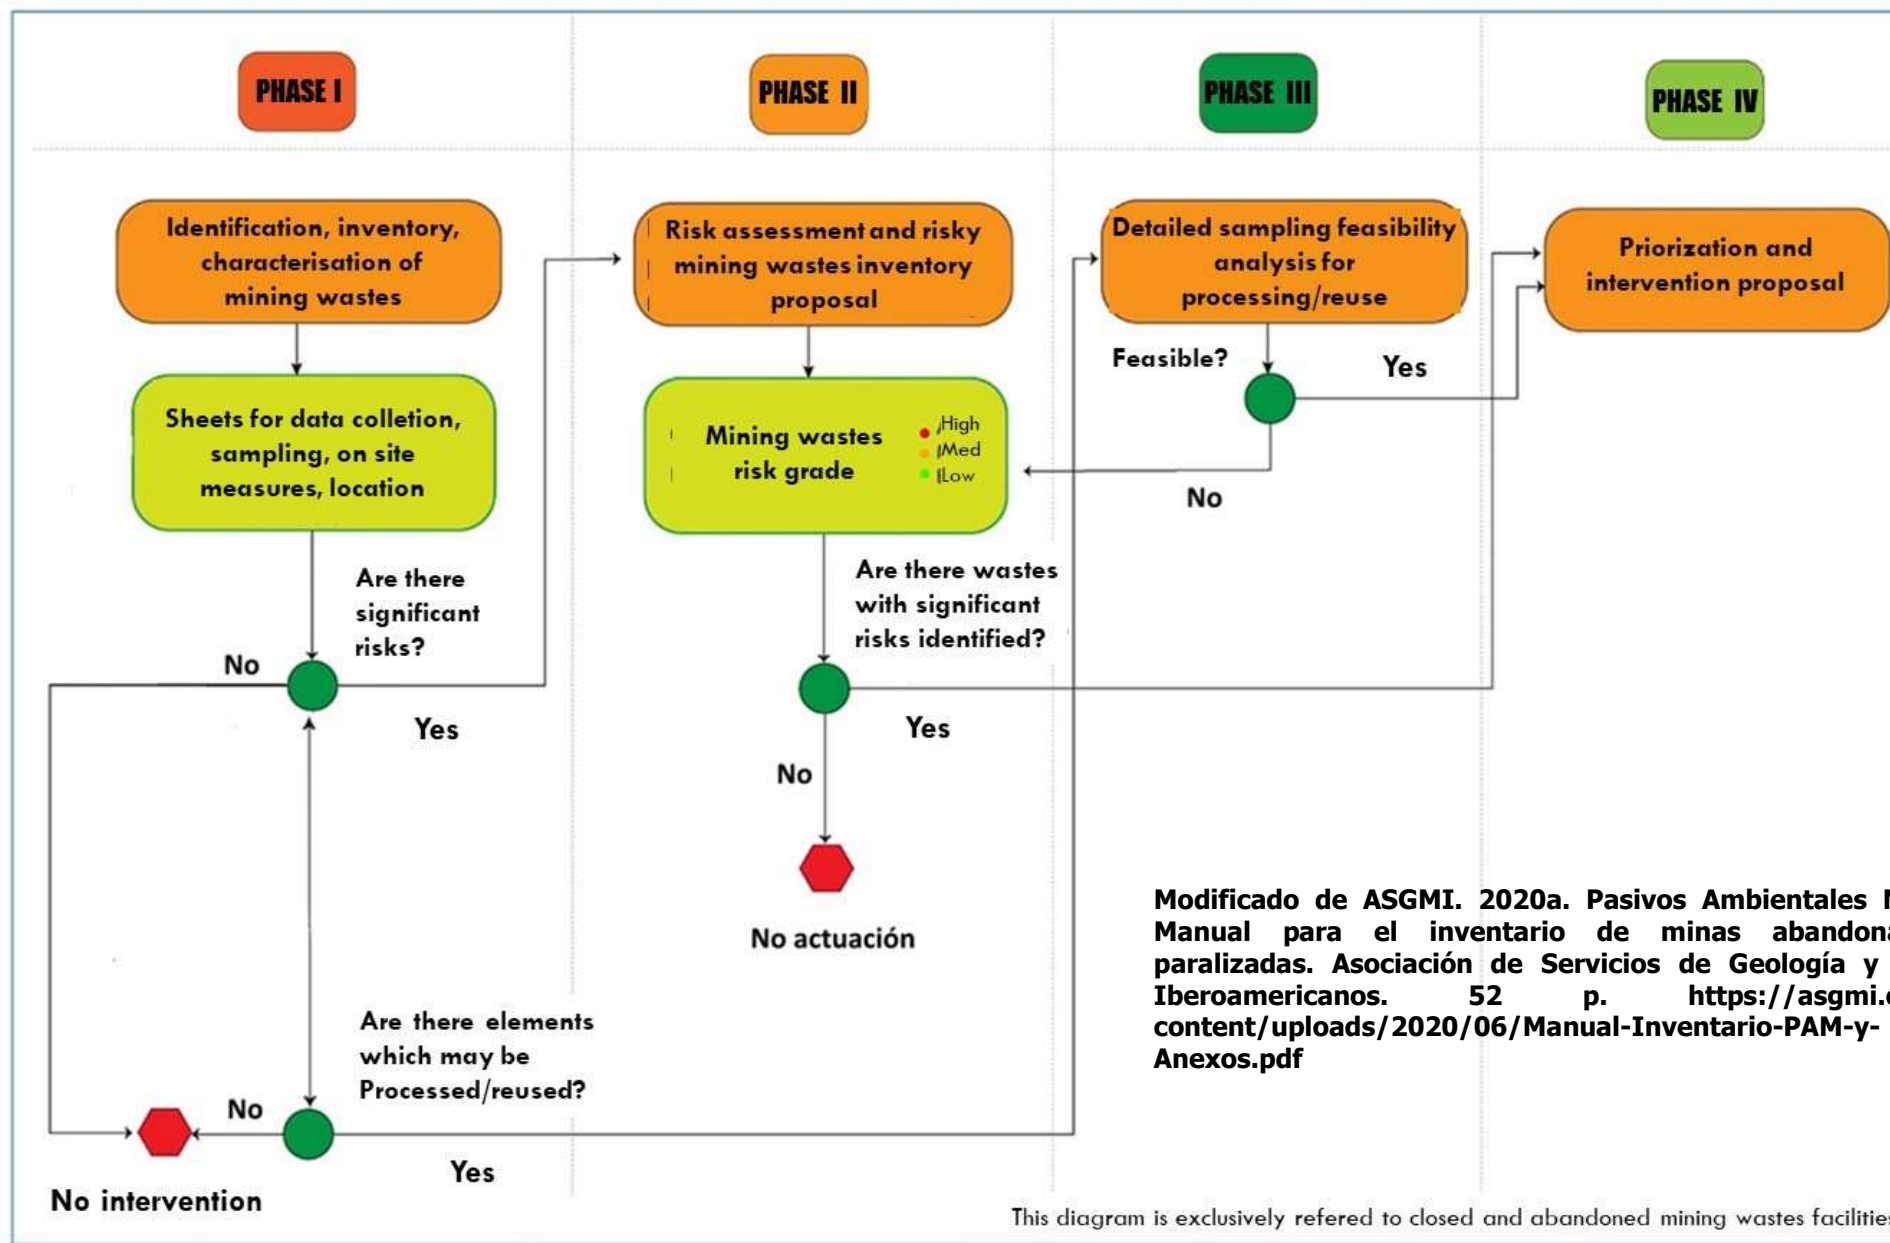 PHASE I
PHASE II
PHASE III
PHASE IV
Identification, inventory,
characterisation of
mining wastes
Risk assessment and risky
mining wastes inventory
proposal
Detailed sampling feasibility
analysis for
processing/reuse
Priorization and
intervention proposal
Feasible?
Yes
No
Sheets for data colletion,
sampling, on site
measures, location
Mining wastes
risk grade
High
Med
Low
Are there
significant
risks?
No
Yes
Are there wastes
with significant
risks identified?
Yes
No
No actuación
Are there elements
which may be
Processed/reused?
No
Yes
No intervention
Modificado de ASGMI. 2020a. Pasivos Ambientales
Manual para el inventario de minas
paralizadas. Asociación de Servicios de Geología y
Iberoamericanos. 52 p. https://asgmi.
content/uploads/2020/06/Manual-Inventario-PAM-y-
Anexos.pdf
This diagram is exclusively refered to closed and abandoned mining wastes facilities